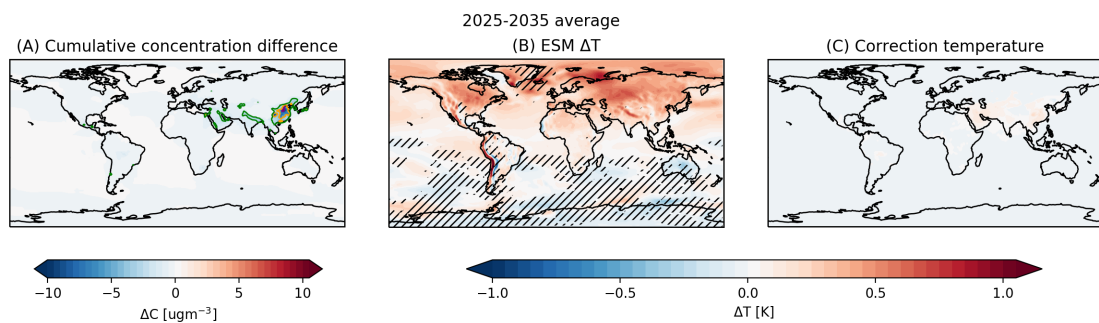 2025-2035 average
(A) Cumulative concentration difference
(B) ESM ΔT
(C) Correction temperature
−10 −5 0 5 10
ΔC [ugm⁻³]
−1.0 −0.5 0.0 0.5 1.0
ΔT [K]